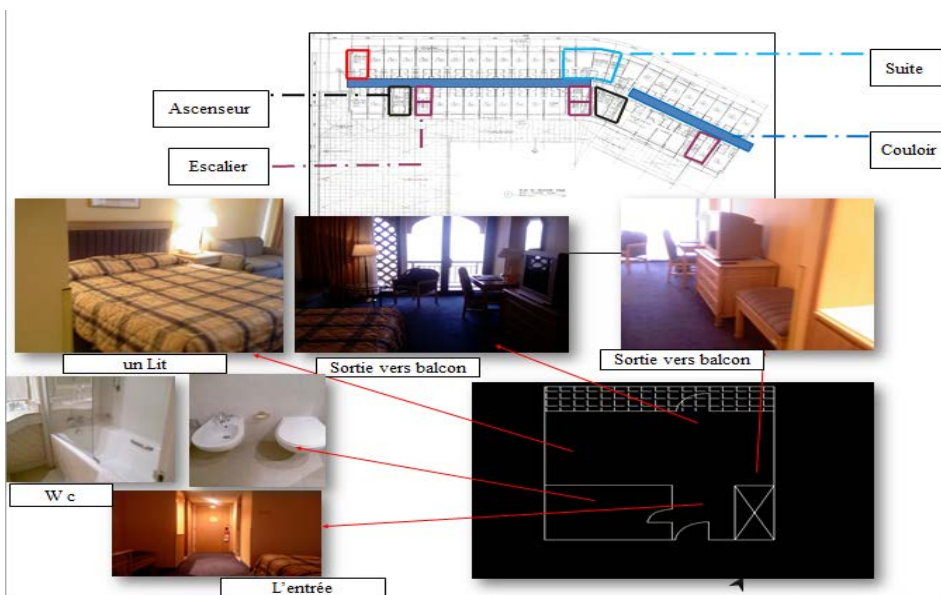 Suite
Ascenseur
Couloir
Escalier
un Lit
Sortie vers balcon
Sortie vers balcon
W c
L'entrée